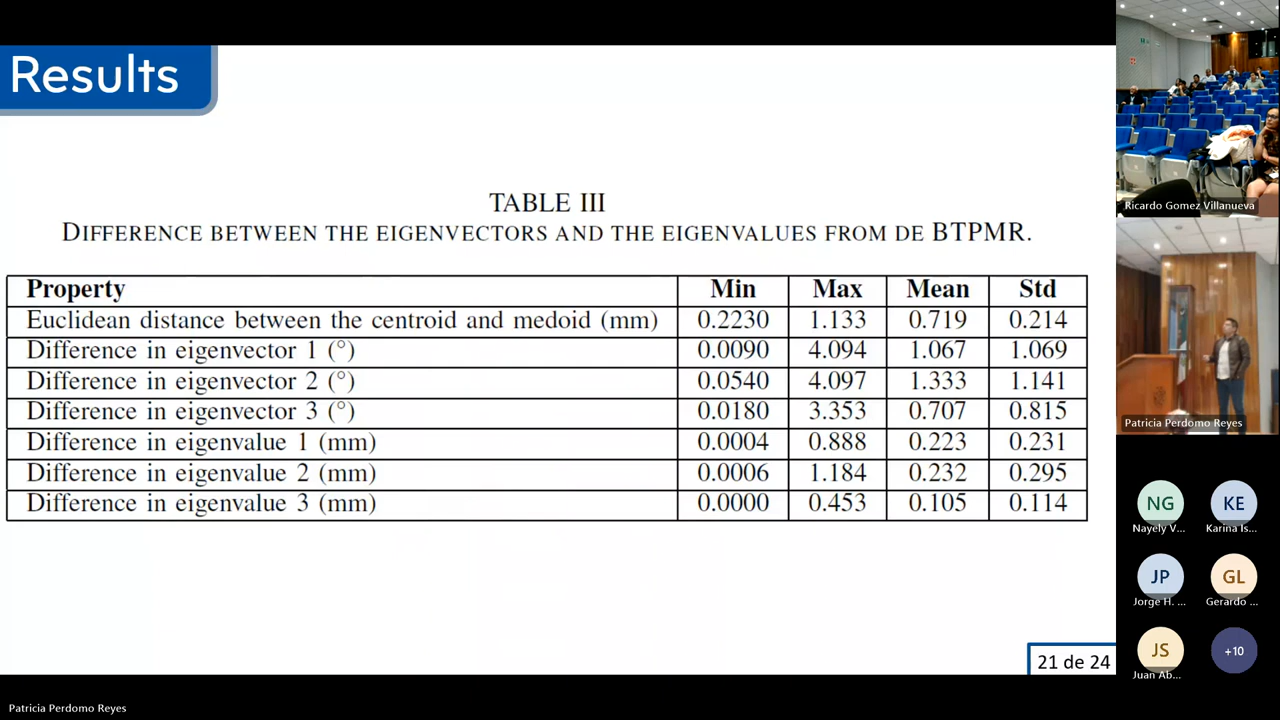 Results
TABLE III
DIFFERENCE BETWEEN THE EIGENVECTORS AND THE EIGENVALUES FROM DE BTPMR.
Property Min Max Mean Std
Euclidean distance between the centroid and medoid (mm) 0.2230 1.133 0.719 0.214
Difference in eigenvector 1 (°) 0.0090 4.094 1.067 1.069
Difference in eigenvector 2 (°) 0.0540 4.097 1.333 1.141
Difference in eigenvector 3 (°) 0.0180 3.353 0.707 0.815
Difference in eigenvalue 1 (mm) 0.0004 0.888 0.223 0.231
Difference in eigenvalue 2 (mm) 0.0006 1.184 0.232 0.295
Difference in eigenvalue 3 (mm) 0.0000 0.453 0.105 0.114
21 de 24
Patricia Perdomo Reyes
Ricardo Gomez Villanueva
Patricia Perdomo Reyes
NG KE
Nayely V... Karina Is...
JP GL
Jorge H. ... Gerardo ...
JS +10
Juan Ab...